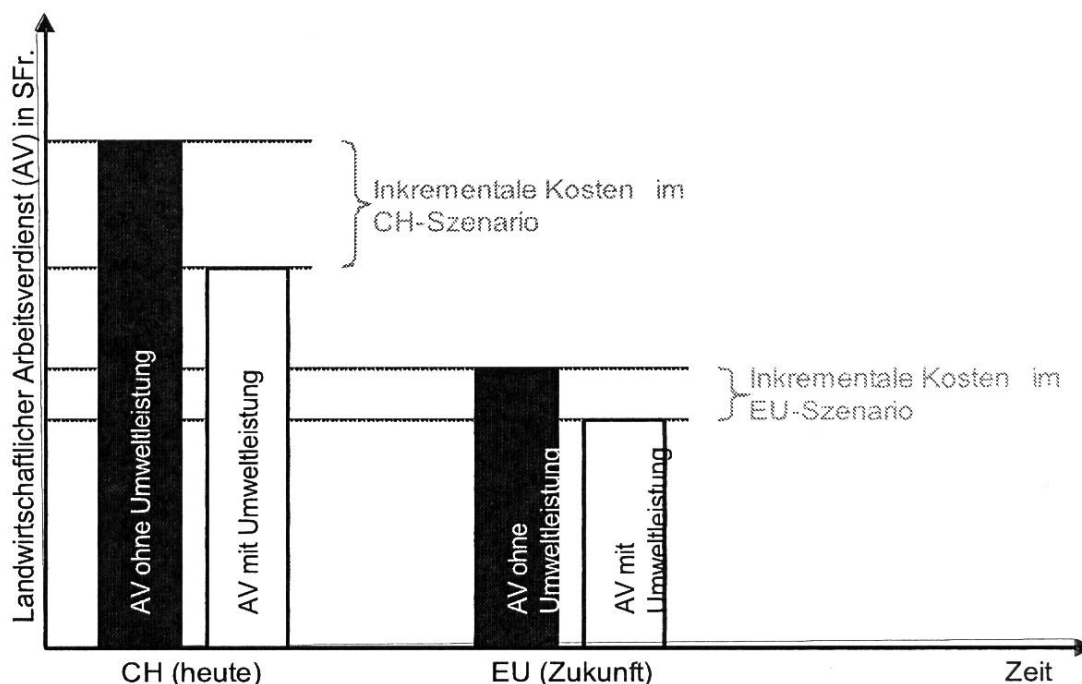 Landwirtschaftlicher Arbeitsverdienst (AV) in SFr.
Inkrementale Kosten im
CH-Szenario
AV ohne Umweltleistung
AV mit Umweltleistung
Inkrementale Kosten im
EU-Szenario
AV ohne
Umweltleistung
AV mit
Umweltleistung
CH (heute)
EU (Zukunft)
Zeit